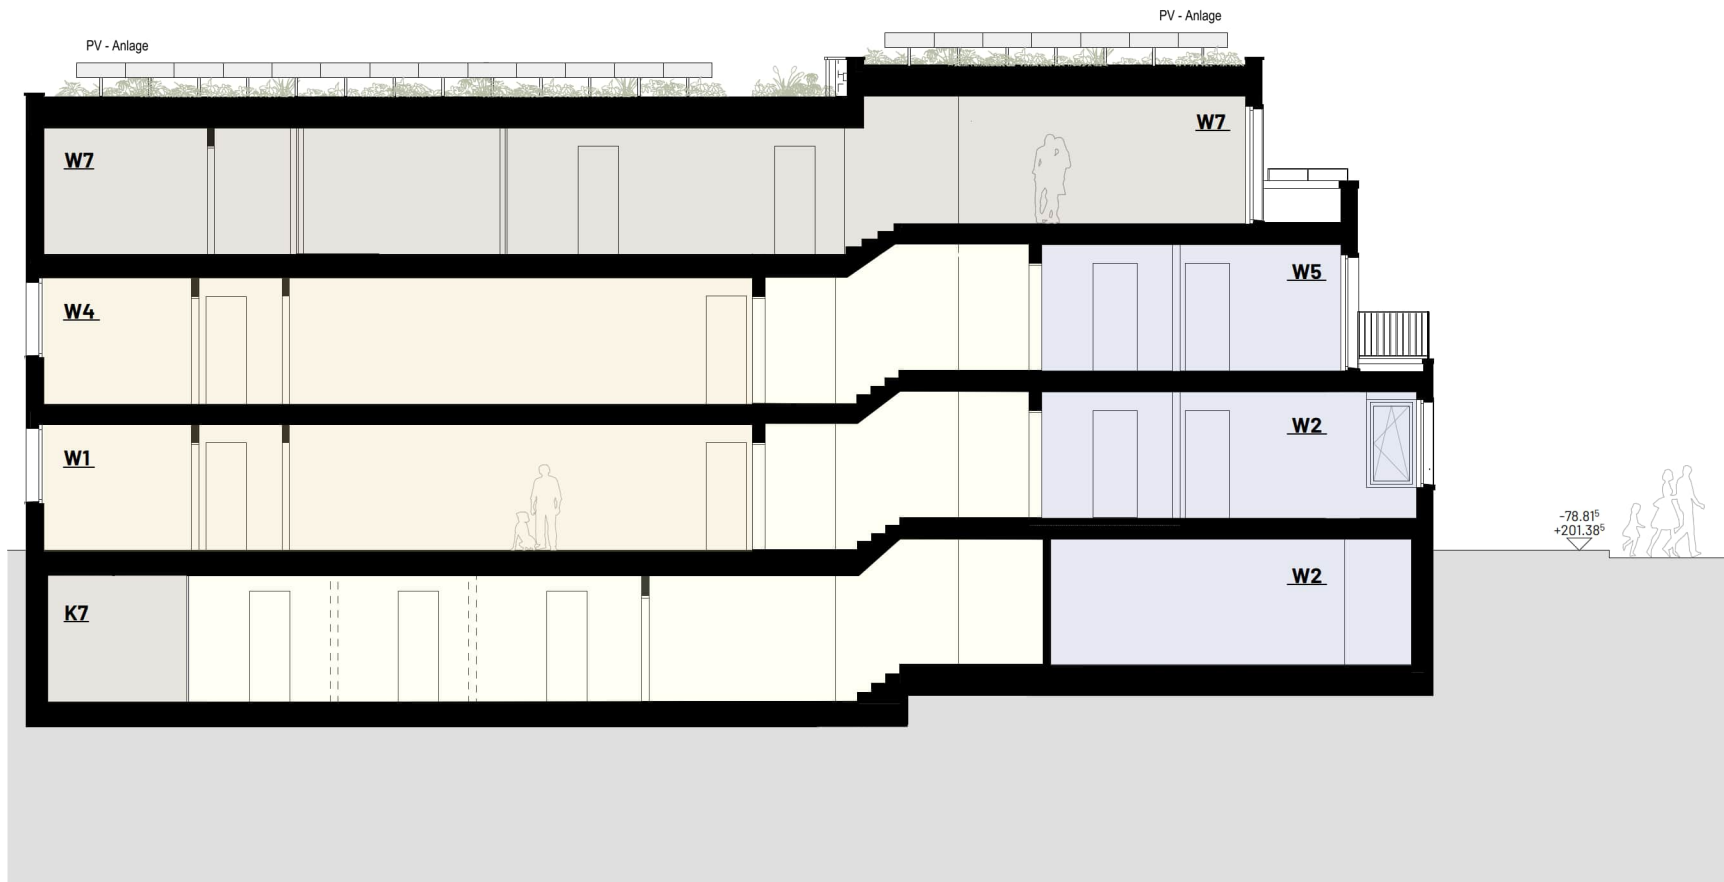 PV - Anlage
PV - Anlage
W7
W7
W4
W5
W1
W2
-78.81⁵
+201.38⁵
K7
W2